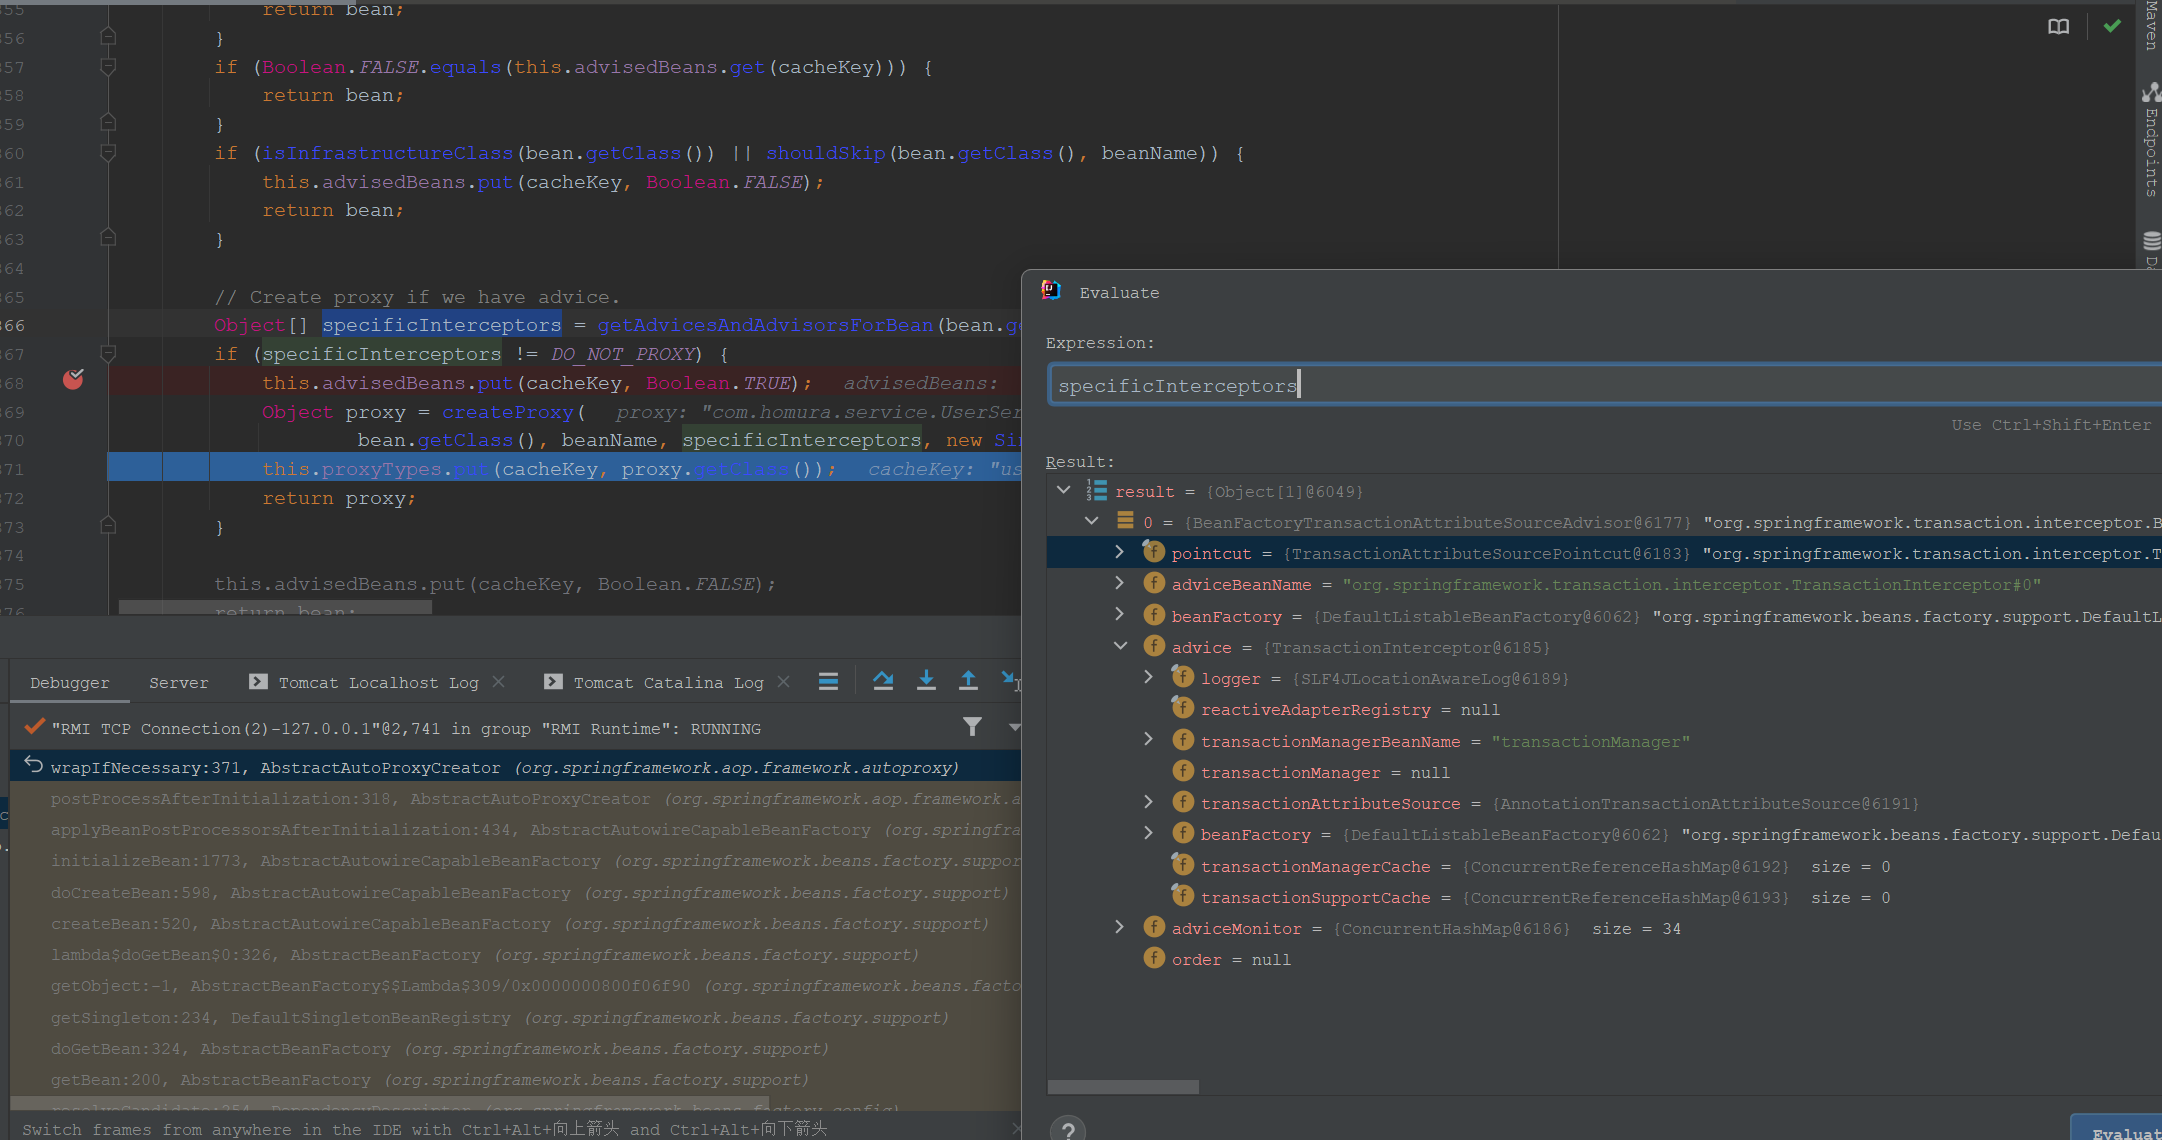 355 return bean;
356 }
357 if (Boolean.FALSE.equals(this.advisedBeans.get(cacheKey))) {
358 return bean;
359 }
360 if (isInfrastructureClass(bean.getClass()) || shouldSkip(bean.getClass(), beanName)) {
361 this.advisedBeans.put(cacheKey, Boolean.FALSE);
362 return bean;
363 }
364
365 // Create proxy if we have advice.
366 Object[] specificInterceptors = getAdvicesAndAdvisorsForBean(bean.ge
367 if (specificInterceptors != DO_NOT_PROXY) {
368 this.advisedBeans.put(cacheKey, Boolean.TRUE); advisedBeans:
369 Object proxy = createProxy( proxy: "com.homura.service.UserSer
370 bean.getClass(), beanName, specificInterceptors, new Sin
371 this.proxyTypes.put(cacheKey, proxy.getClass()); cacheKey: "us
372 return proxy;
373 }
374
375 this.advisedBeans.put(cacheKey, Boolean.FALSE);
376 return bean;
Maven
Endpoints
Evaluate
Expression:
specificInterceptors
Use Ctrl+Shift+Enter
Result:
result = {Object[1]@6049}
0 = {BeanFactoryTransactionAttributeSourceAdvisor@6177} "org.springframework.transaction.interceptor.B
pointcut = {TransactionAttributeSourcePointcut@6183} "org.springframework.transaction.interceptor.T
adviceBeanName = "org.springframework.transaction.interceptor.TransactionInterceptor#0"
beanFactory = {DefaultListableBeanFactory@6062} "org.springframework.beans.factory.support.DefaultL
advice = {TransactionInterceptor@6185}
logger = {SLF4JLocationAwareLog@6189}
reactiveAdapterRegistry = null
transactionManagerBeanName = "transactionManager"
transactionManager = null
transactionAttributeSource = {AnnotationTransactionAttributeSource@6191}
beanFactory = {DefaultListableBeanFactory@6062} "org.springframework.beans.factory.support.Defau
transactionManagerCache = {ConcurrentReferenceHashMap@6192} size = 0
transactionSupportCache = {ConcurrentReferenceHashMap@6193} size = 0
adviceMonitor = {ConcurrentHashMap@6186} size = 34
order = null
?
Evaluat
Debugger Server Tomcat Localhost Log Tomcat Catalina Log
"RMI TCP Connection(2)-127.0.0.1"@2,741 in group "RMI Runtime": RUNNING
wrapIfNecessary:371, AbstractAutoProxyCreator (org.springframework.aop.framework.autoproxy)
postProcessAfterInitialization:318, AbstractAutoProxyCreator (org.springframework.aop.framework.a
applyBeanPostProcessorsAfterInitialization:434, AbstractAutowireCapableBeanFactory (org.springfra
initializeBean:1773, AbstractAutowireCapableBeanFactory (org.springframework.beans.factory.suppor
doCreateBean:598, AbstractAutowireCapableBeanFactory (org.springframework.beans.factory.support)
createBean:520, AbstractAutowireCapableBeanFactory (org.springframework.beans.factory.support)
lambda$doGetBean$0:326, AbstractBeanFactory (org.springframework.beans.factory.support)
getObject:-1, AbstractBeanFactory$$Lambda$309/0x0000000800f06f90 (org.springframework.beans.facto
getSingleton:234, DefaultSingletonBeanRegistry (org.springframework.beans.factory.support)
doGetBean:324, AbstractBeanFactory (org.springframework.beans.factory.support)
getBean:200, AbstractBeanFactory (org.springframework.beans.factory.support)
resolveCandidate:254, DependencyDescriptor (org.springframework.beans.factory.config)
Switch frames from anywhere in the IDE with Ctrl+Alt+向上箭头 and Ctrl+Alt+向下箭头